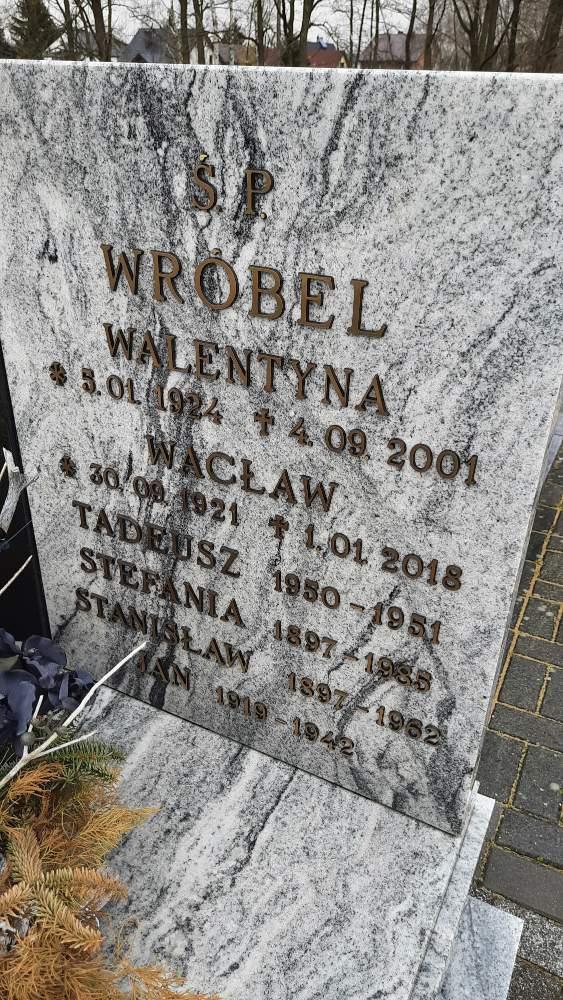 Ś. P.
WRÓBEL
WALENTYNA
* 5.01.1924 ✝ 4.09.2001
WACŁAW
* 30.09.1921 ✝ 1.01.2018
TADEUSZ 1950-1951
STEFANIA 1897-1985
STANISŁAW 1897-1962
JAN 1919-1942